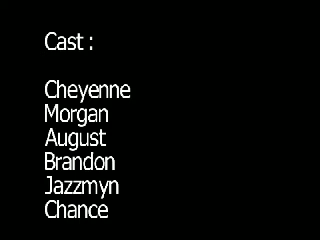 Cast :
Cheyenne
Morgan
August
Brandon
Jazzmyn
Chance